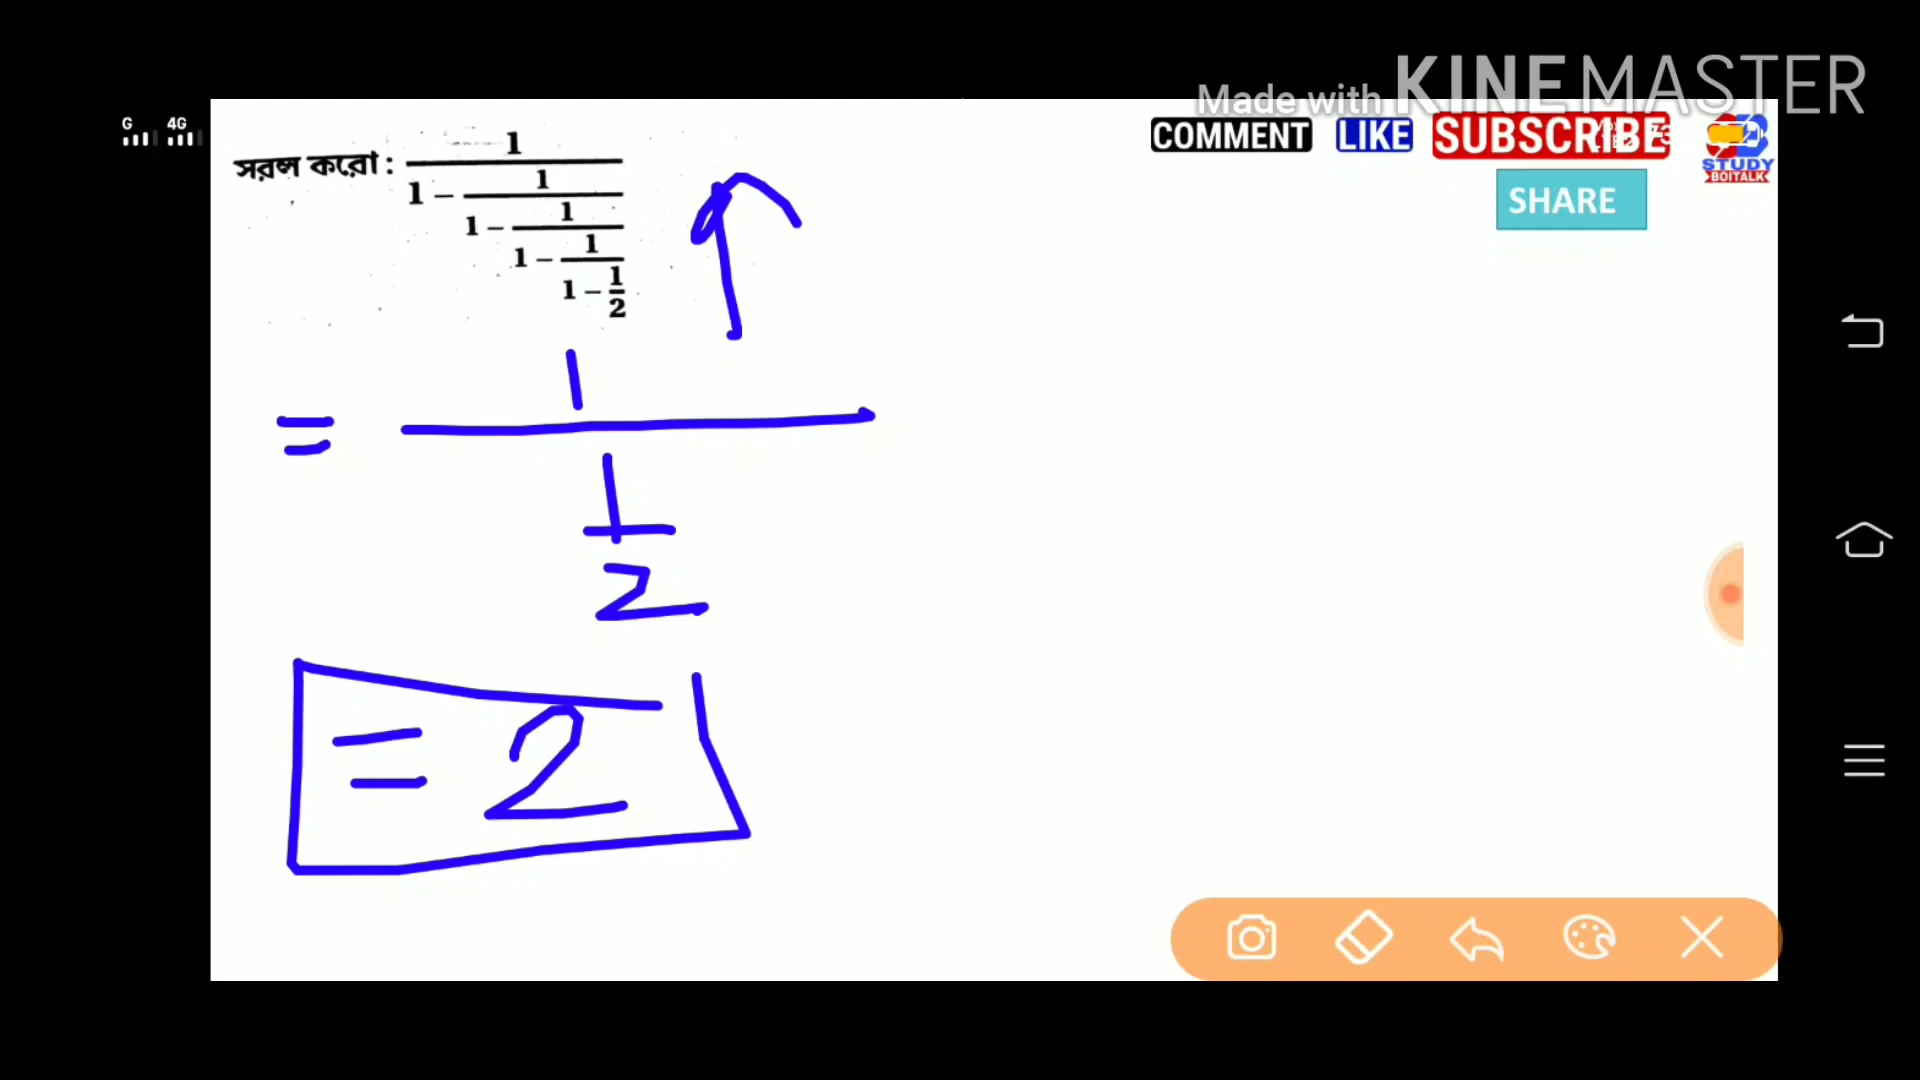 Made with KINEMASTER
G 4G
COMMENT LIKE SUBSCRIBE
STUDY
BOITALK
SHARE
সরল করো : 1
1 - 1
1 - 1
1 - 1
1 - 1
2
= 1
1
2
= 2